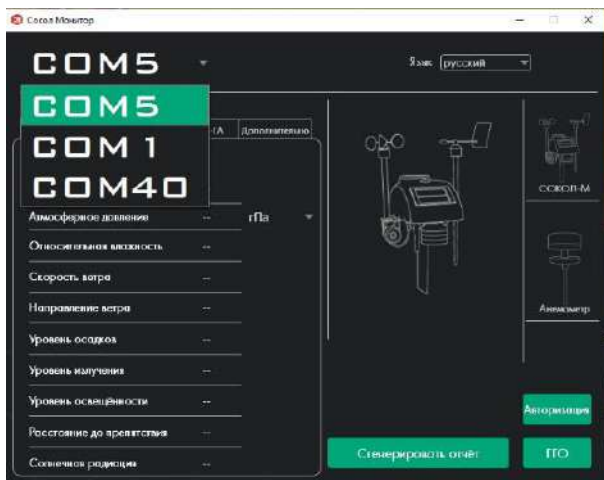 Сокол Монитор
COM5
Язык русский
COM5
COM 1
COM40
Дополнительно
Атмосферное давление -- гПа
Относительная влажность --
Скорость ветра --
Направление ветра --
Уровень осадков --
Уровень излучения --
Уровень освещённости --
Расстояние до препятствия --
Солнечная радиация --
СОКОЛ-М
Анемометр
Авторизация
Сгенерировать отчёт
ГГО